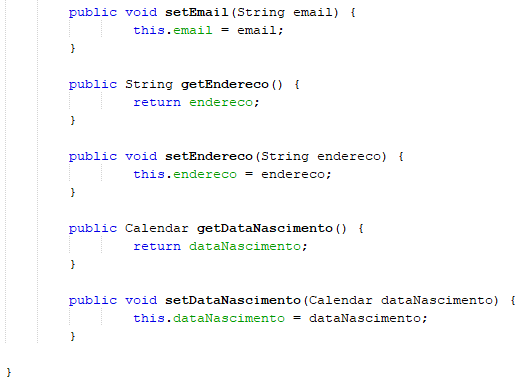 public void setEmail(String email) {
this.email = email;
}
public String getEndereco() {
return endereco;
}
public void setEndereco(String endereco) {
this.endereco = endereco;
}
public Calendar getDataNascimento() {
return dataNascimento;
}
public void setDataNascimento(Calendar dataNascimento) {
this.dataNascimento = dataNascimento;
}
}